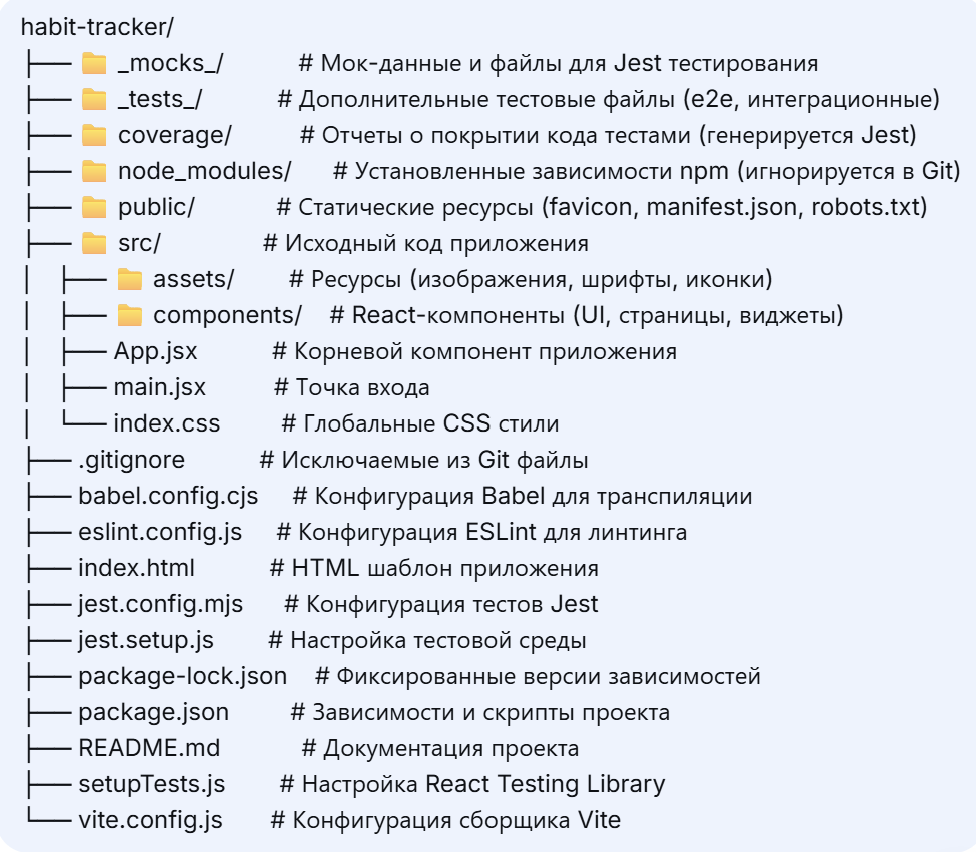 habit-tracker/
├── 📁 _mocks_/ # Мок-данные и файлы для Jest тестирования
├── 📁 _tests_/ # Дополнительные тестовые файлы (e2e, интеграционные)
├── 📁 coverage/ # Отчеты о покрытии кода тестами (генерируется Jest)
├── 📁 node_modules/ # Установленные зависимости npm (игнорируется в Git)
├── 📁 public/ # Статические ресурсы (favicon, manifest.json, robots.txt)
├── 📁 src/ # Исходный код приложения
│ ├── 📁 assets/ # Ресурсы (изображения, шрифты, иконки)
│ ├── 📁 components/ # React-компоненты (UI, страницы, виджеты)
│ ├── App.jsx # Корневой компонент приложения
│ ├── main.jsx # Точка входа
│ └── index.css # Глобальные CSS стили
├── .gitignore # Исключаемые из Git файлы
├── babel.config.cjs # Конфигурация Babel для транспиляции
├── eslint.config.js # Конфигурация ESLint для линтинга
├── index.html # HTML шаблон приложения
├── jest.config.mjs # Конфигурация тестов Jest
├── jest.setup.js # Настройка тестовой среды
├── package-lock.json # Фиксированные версии зависимостей
├── package.json # Зависимости и скрипты проекта
├── README.md # Документация проекта
├── setupTests.js # Настройка React Testing Library
└── vite.config.js # Конфигурация сборщика Vite